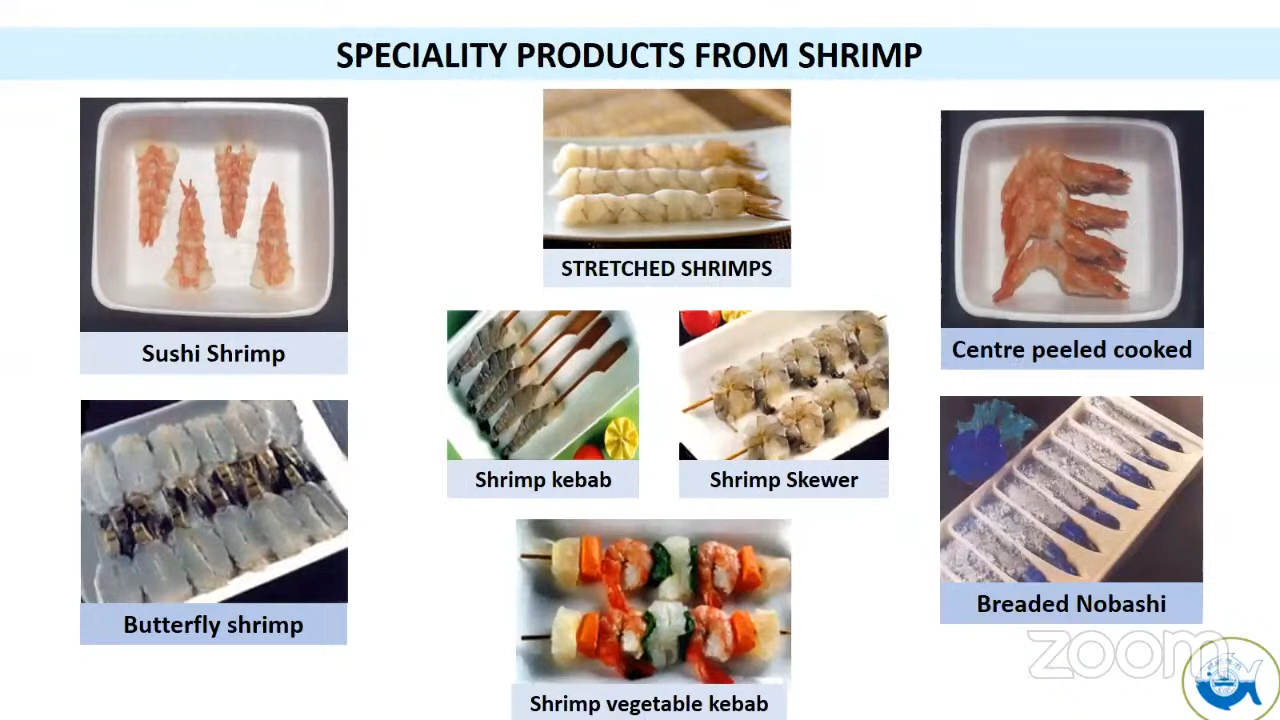 SPECIALITY PRODUCTS FROM SHRIMP
Sushi Shrimp
STRETCHED SHRIMPS
Centre peeled cooked
Shrimp kebab
Shrimp Skewer
Butterfly shrimp
Breaded Nobashi
Shrimp vegetable kebab
zoom